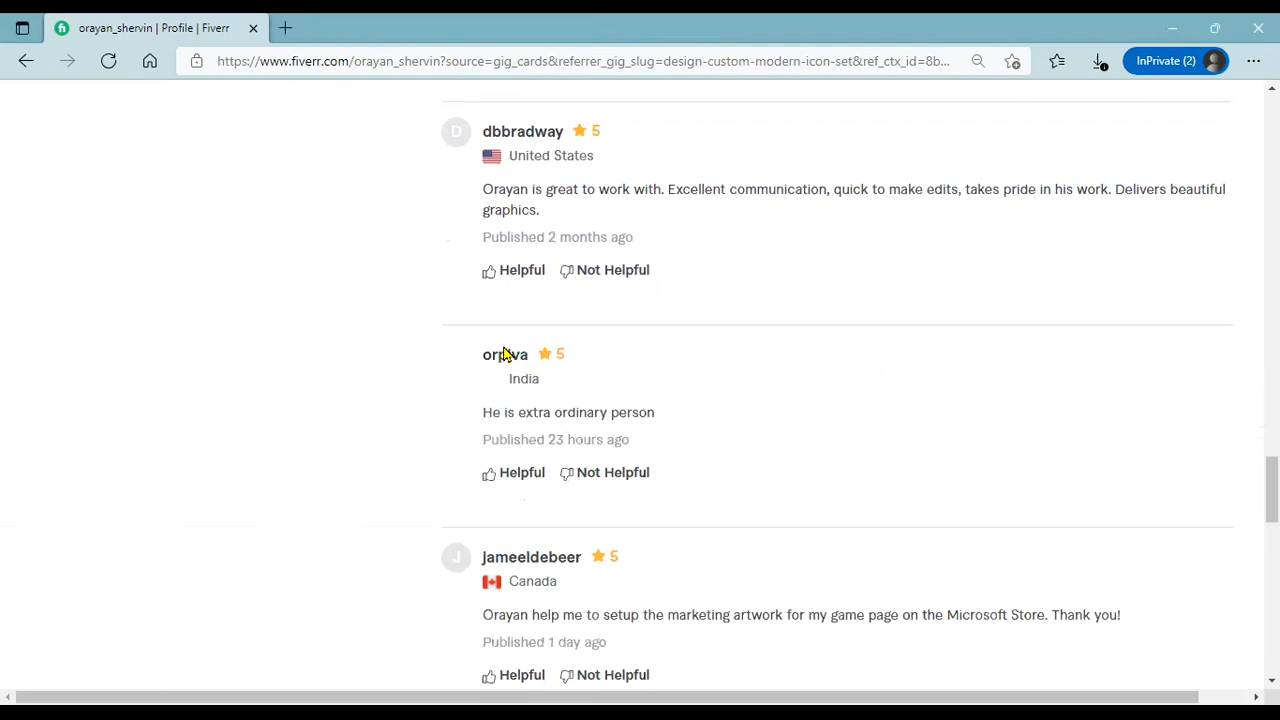 orayan_shervin | Profile | Fiverr
https://www.fiverr.com/orayan_shervin?source=gig_cards&referrer_gig_slug=design-custom-modern-icon-set&ref_ctx_id=8b...
InPrivate (2)
D
dbbradway 5
United States
Orayan is great to work with. Excellent communication, quick to make edits, takes pride in his work. Delivers beautiful
graphics.
Published 2 months ago
Helpful Not Helpful
5
India
He is extra ordinary person
Published 23 hours ago
Helpful Not Helpful
J
jameeldebeer 5
Canada
Orayan help me to setup the marketing artwork for my game page on the Microsoft Store. Thank you!
Published 1 day ago
Helpful Not Helpful